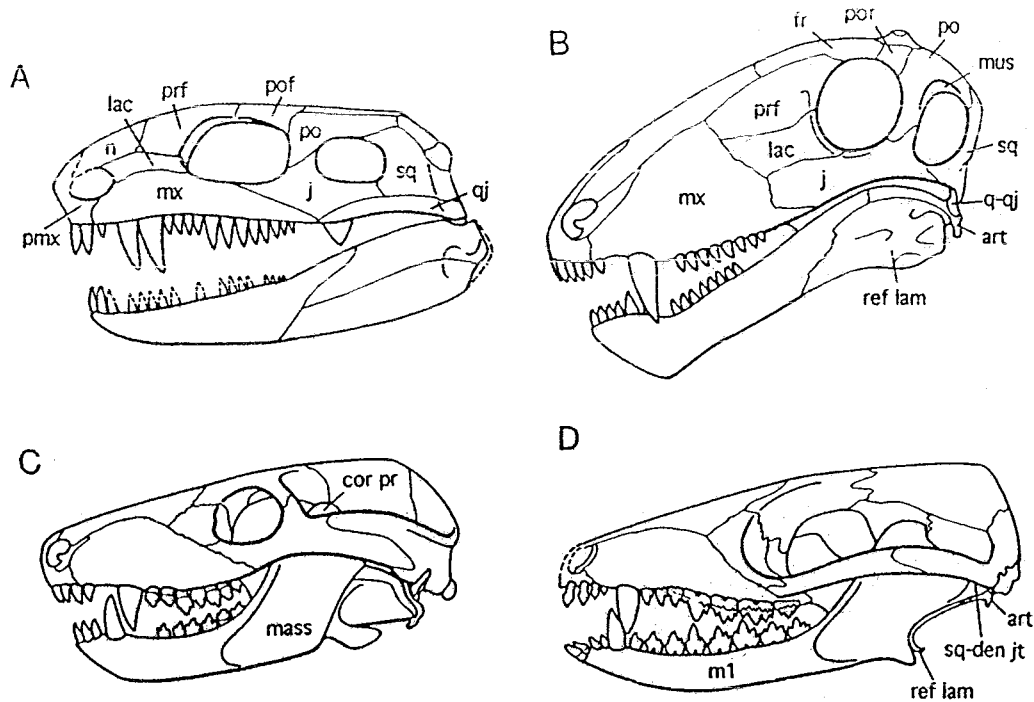 A
prf
pof
lac
n
po
sq
mx
j
qj
pmx
B
fr
por
po
mus
prf
lac
sq
mx
j
q-qj
art
ref lam
C
cor pr
mass
D
art
sq-den jt
m1
ref lam